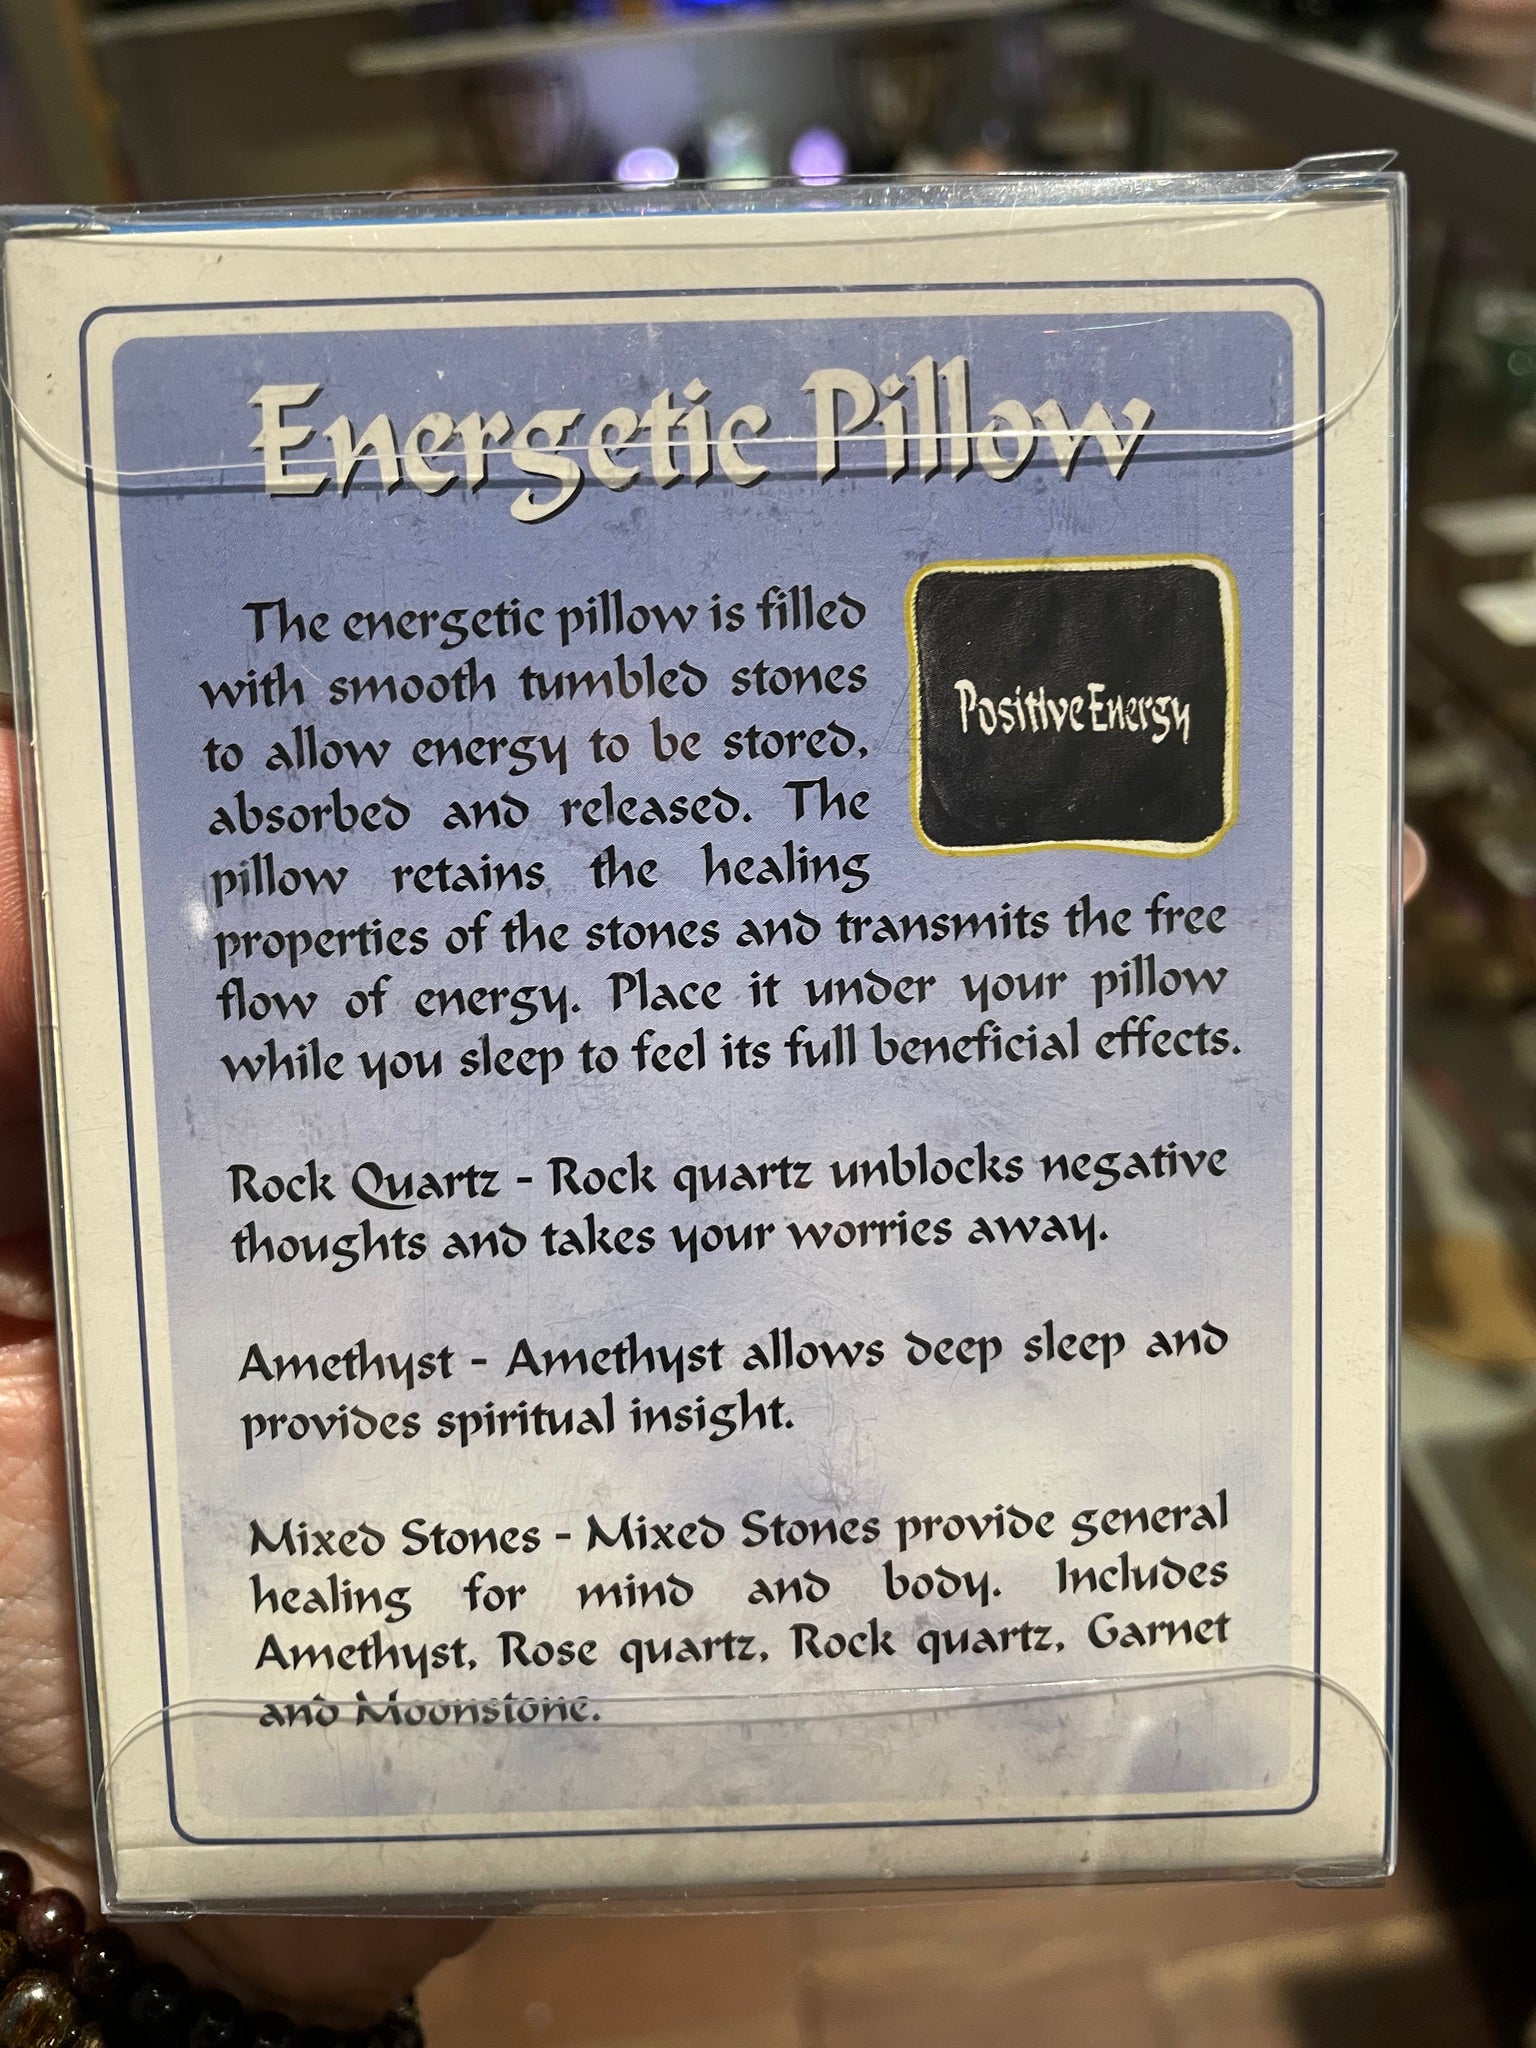 Energetic Pillow
The energetic pillow is filled
with smooth tumbled stones
to allow energy to be stored,
absorbed and released. The
pillow retains the healing
properties of the stones and transmits the free
flow of energy. Place it under your pillow
while you sleep to feel its full beneficial effects.
Positive Energy
Rock Quartz - Rock quartz unblocks negative
thoughts and takes your worries away.
Amethyst - Amethyst allows deep sleep and
provides spiritual insight.
Mixed Stones - Mixed Stones provide general
healing for mind and body. Includes
Amethyst, Rose quartz, Rock quartz, Garnet
and Moonstone.